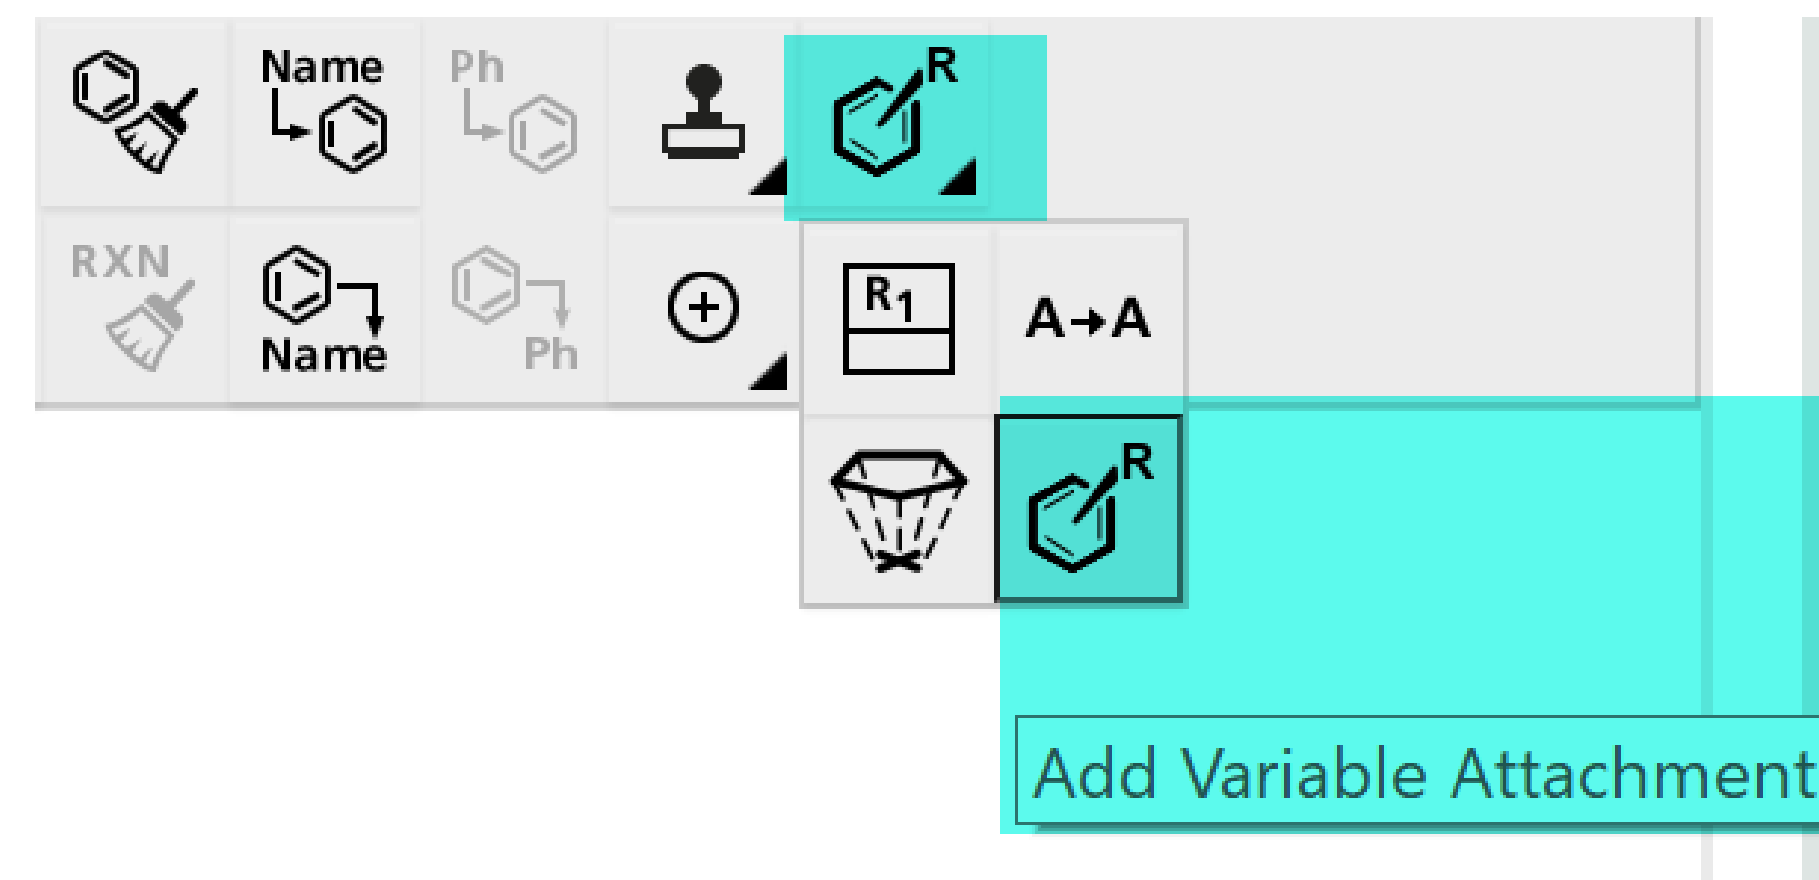 Name
Ph
R
RXN
Name
Ph
R1
A→A
R
Add Variable Attachment